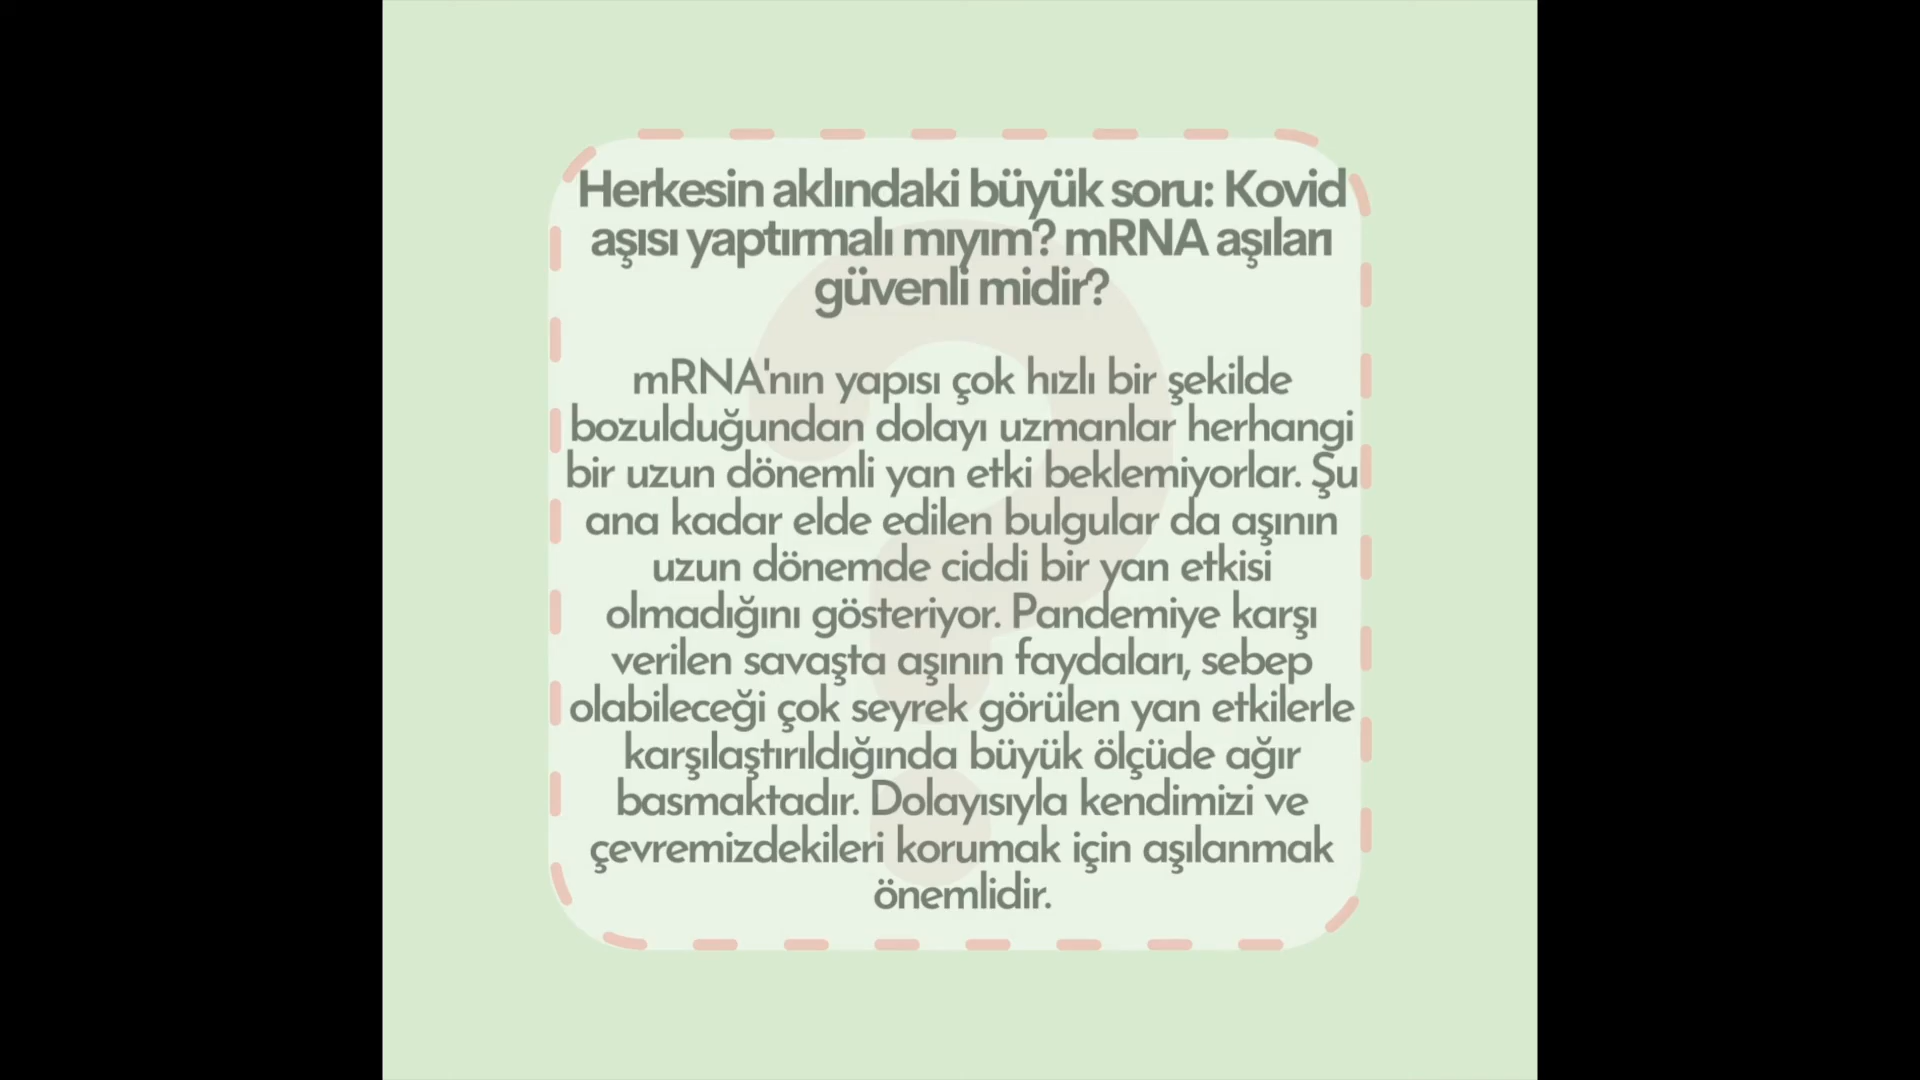 Herkesin aklındaki büyük soru: Kovid
aşısı yaptırmalı mıyım? mRNA aşıları
güvenli midir?
mRNA'nın yapısı çok hızlı bir şekilde
bozulduğundan dolayı uzmanlar herhangi
bir uzun dönemli yan etki beklemiyorlar. Şu
ana kadar elde edilen bulgular da aşının
uzun dönemde ciddi bir yan etkisi
olmadığını gösteriyor. Pandemiye karşı
verilen savaşta aşının faydaları, sebep
olabileceği çok seyrek görülen yan etkilerle
karşılaştırıldığında büyük ölçüde ağır
basmaktadır. Dolayısıyla kendimizi ve
çevremizdekileri korumak için aşılanmak
önemlidir.